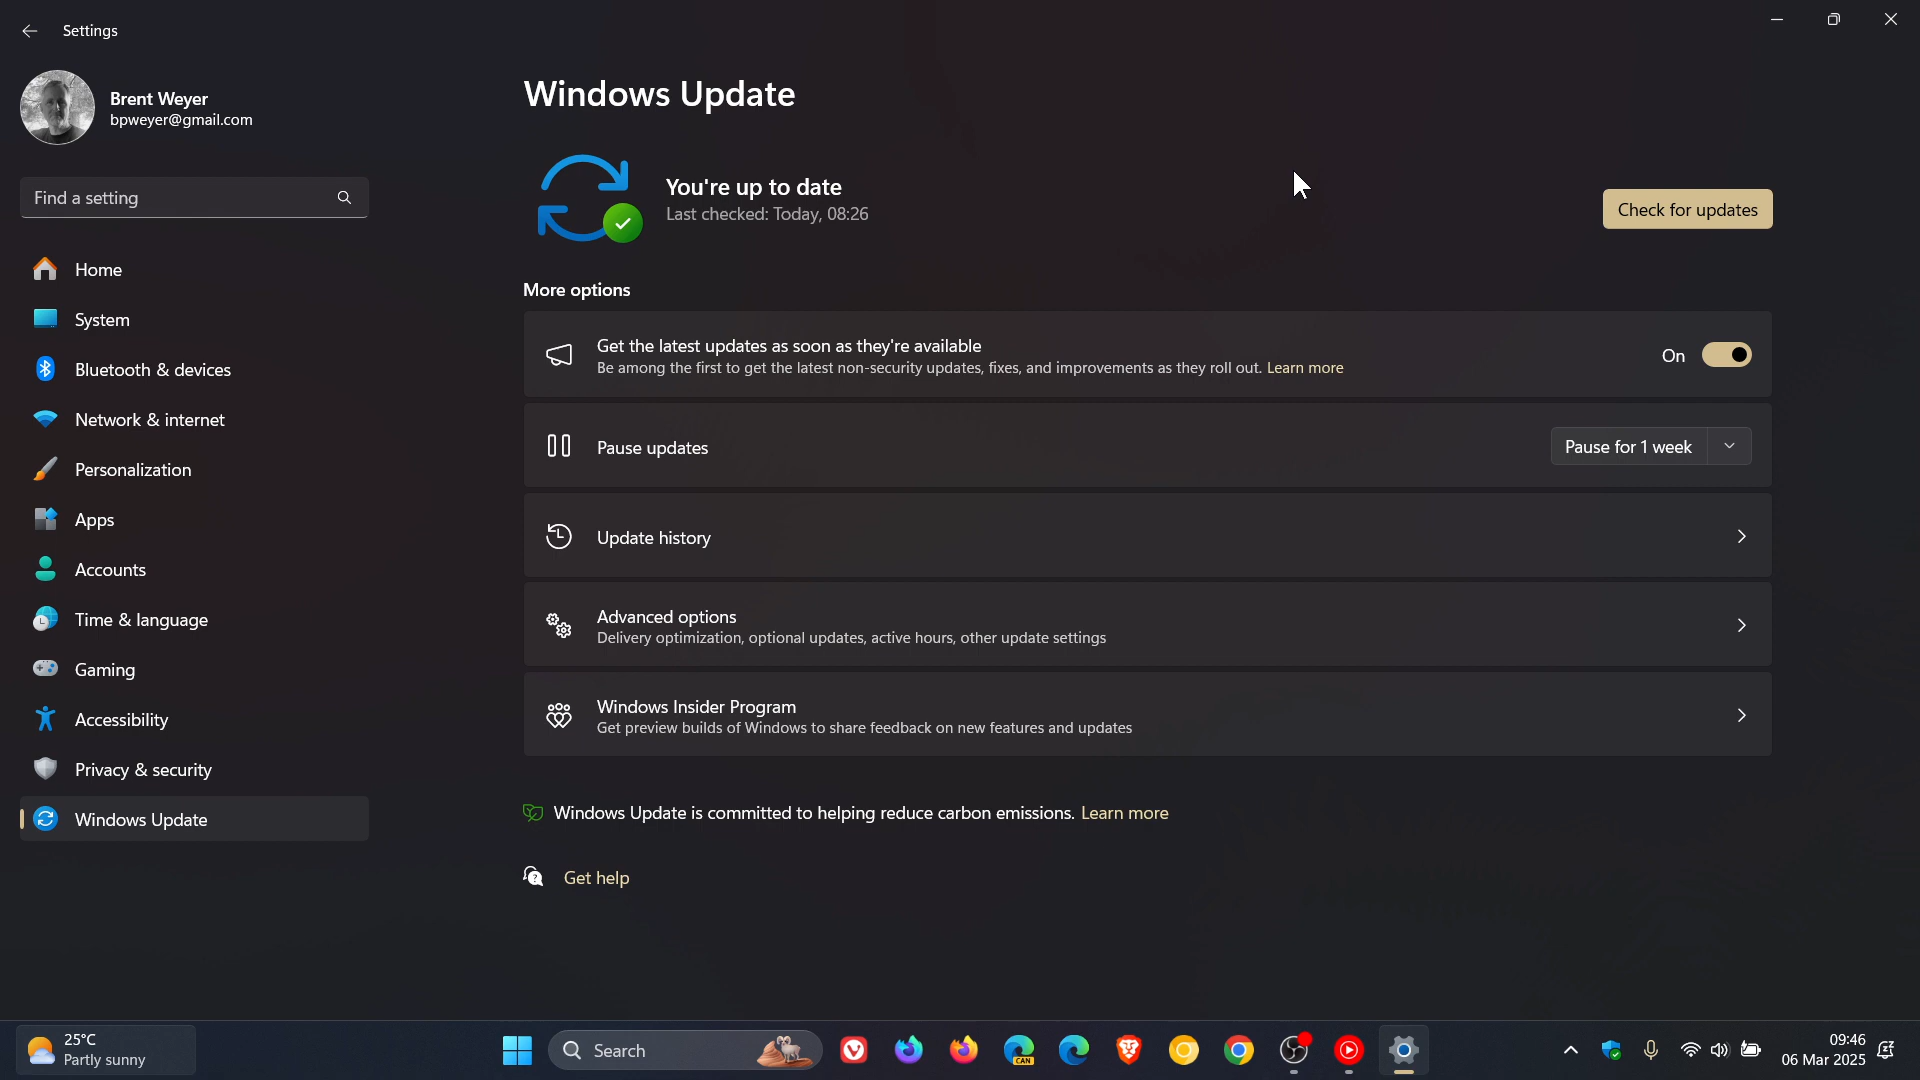 Settings
Brent Weyer
bpweyer@gmail.com
Find a setting
Home
System
Bluetooth & devices
Network & internet
Personalization
Apps
Accounts
Time & language
Gaming
Accessibility
Privacy & security
Windows Update
Windows Update
You're up to date
Last checked: Today, 08:26
Check for updates
More options
Get the latest updates as soon as they're available
Be among the first to get the latest non-security updates, fixes, and improvements as they roll out. Learn more
On
Pause updates
Pause for 1 week
Update history
Advanced options
Delivery optimization, optional updates, active hours, other update settings
Windows Insider Program
Get preview builds of Windows to share feedback on new features and updates
Windows Update is committed to helping reduce carbon emissions. Learn more
Get help
25°C
Partly sunny
Search
CAN
09:46
06 Mar 2025